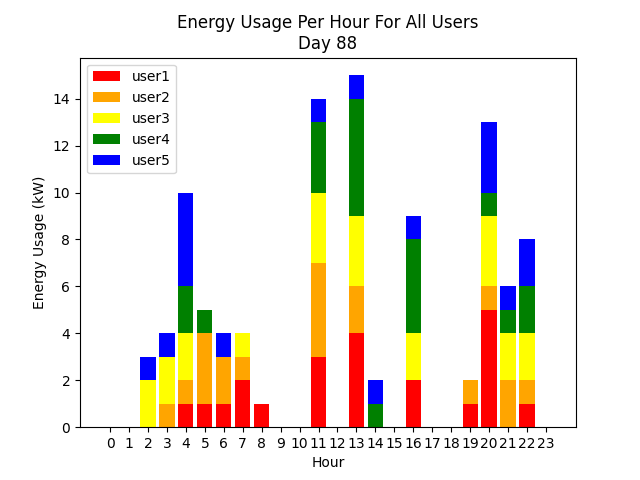 Energy Usage Per Hour For All Users
Day 88
user1
user2
user3
user4
user5
Energy Usage (kW)
14
12
10
8
6
4
2
0
0 1 2 3 4 5 6 7 8 9 10 11 12 13 14 15 16 17 18 19 20 21 22 23
Hour